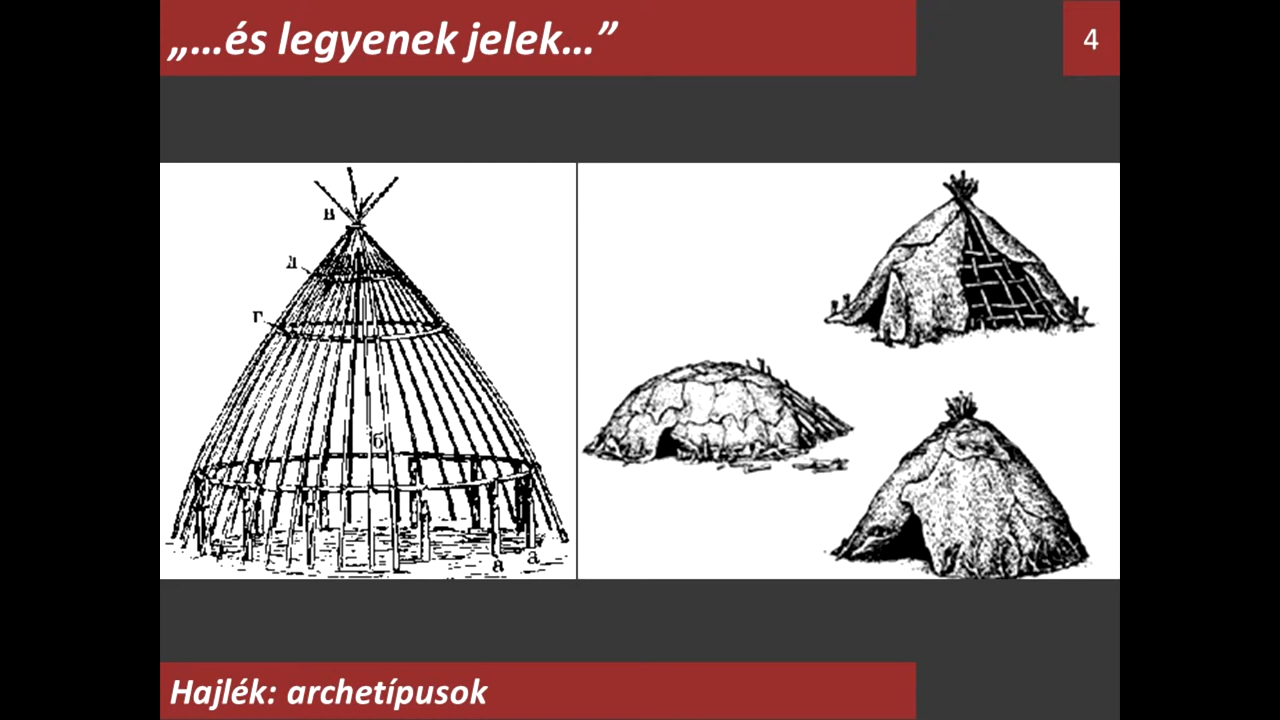 „…és legyenek jelek…”
4
в
д
г
б
а
а
Hajlék: archetípusok